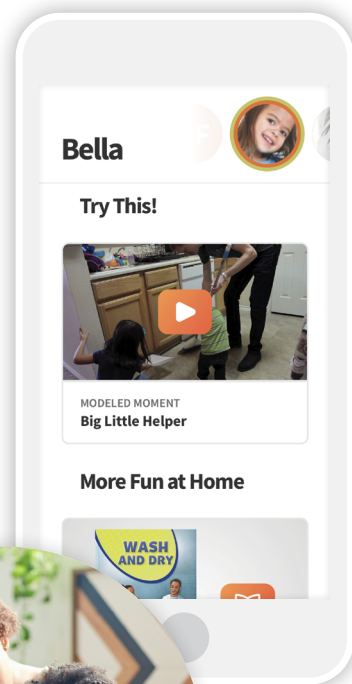 Bella
Try This!
MODELED MOMENT
Big Little Helper
More Fun at Home
WASH
AND DRY